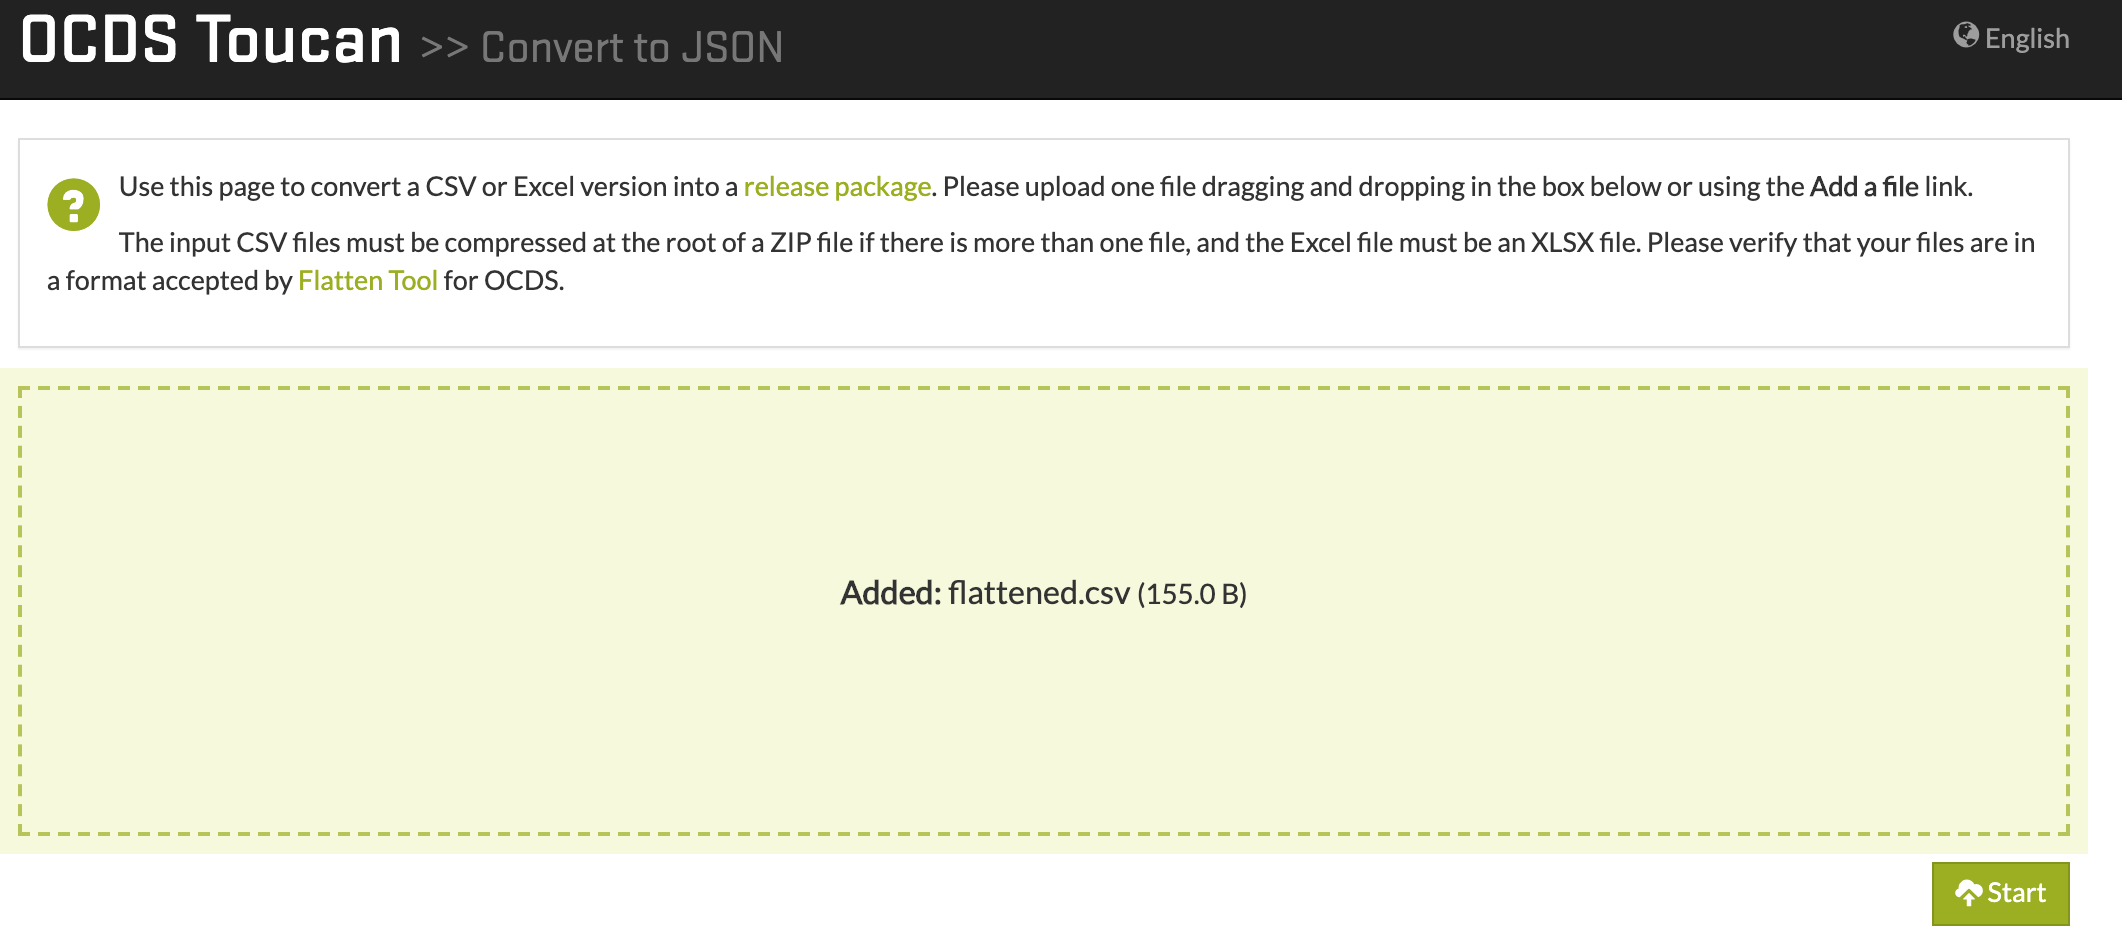 OCDS Toucan >> Convert to JSON
English
Use this page to convert a CSV or Excel version into a release package. Please upload one file dragging and dropping in the box below or using the Add a file link.
The input CSV files must be compressed at the root of a ZIP file if there is more than one file, and the Excel file must be an XLSX file. Please verify that your files are in
a format accepted by Flatten Tool for OCDS.
Added: flattened.csv (155.0 B)
Start